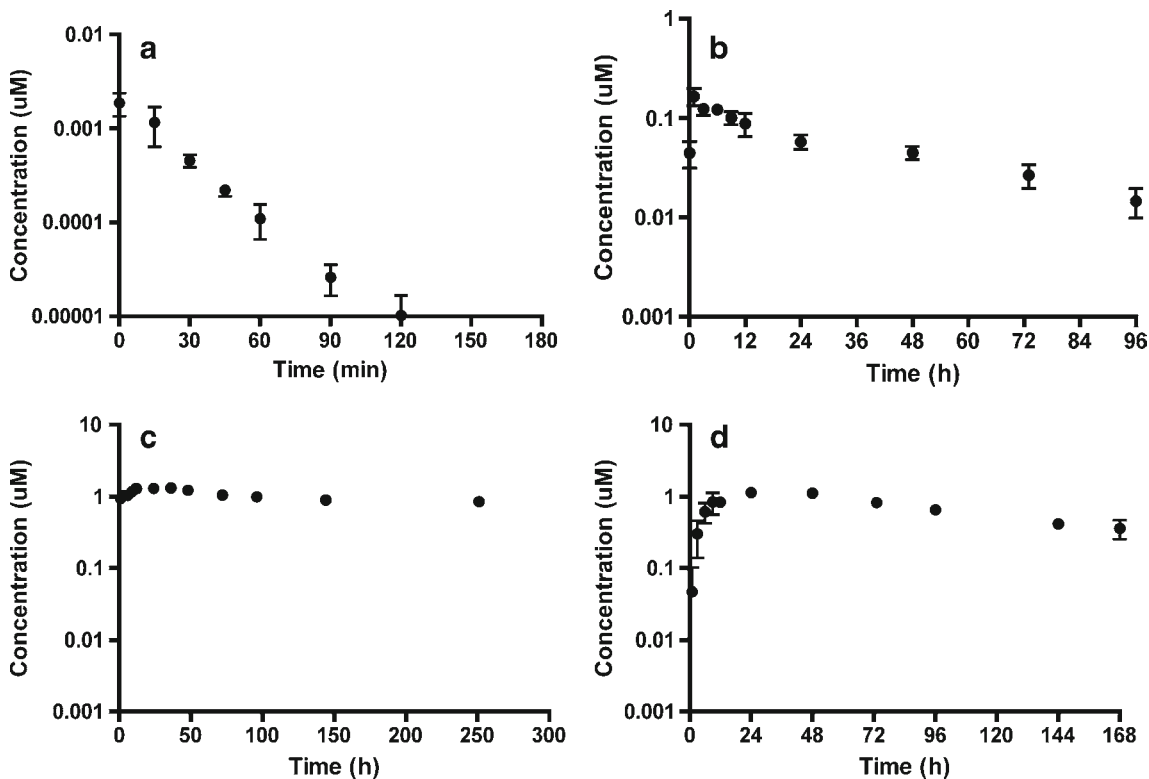 a
Concentration (uM)
0.01
0.001
0.0001
0.00001
0 30 60 90 120 150 180
Time (min)
b
Concentration (uM)
1
0.1
0.01
0.001
0 12 24 36 48 60 72 84 96
Time (h)
c
Concentration (uM)
10
1
0.1
0.01
0.001
0 50 100 150 200 250 300
Time (h)
d
Concentration (uM)
10
1
0.1
0.01
0.001
0 24 48 72 96 120 144 168
Time (h)